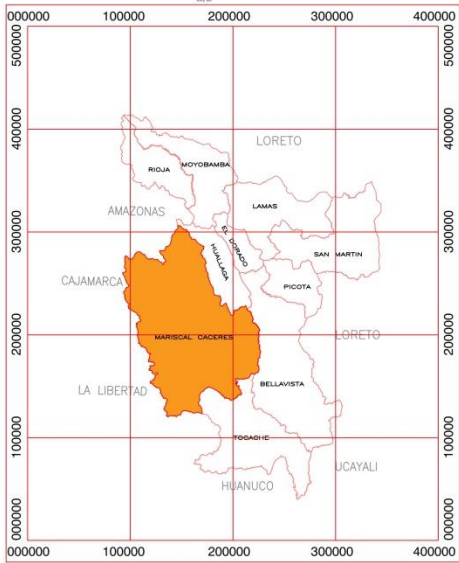 000000 100000 200000 300000 400000
500000 500000
400000 400000
LORETO
MOYOBAMBA
RIOJA
LAMAS
AMAZONAS
300000 300000
EL DORADO
HUALLAGA
SAN MARTIN
CAJAMARCA
PICOTA
200000 200000
MARISCAL CACERES
LORETO
BELLAVISTA
LA LIBERTAD
100000 100000
TOCACHE
UCAYALI
HUANUCO
000000 000000
000000 100000 200000 300000 400000